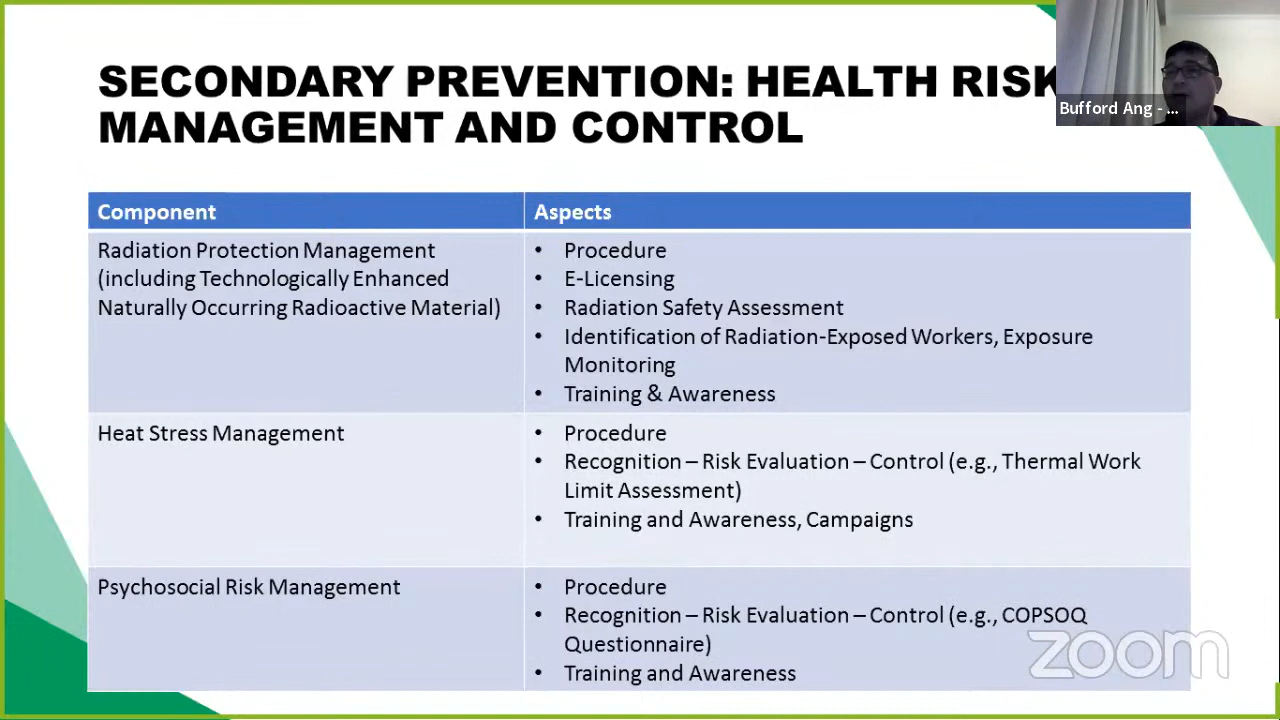 SECONDARY PREVENTION: HEALTH RISK
MANAGEMENT AND CONTROL
Bufford Ang - ...
Component
Aspects
Radiation Protection Management
(including Technologically Enhanced
Naturally Occurring Radioactive Material)
• Procedure
• E-Licensing
• Radiation Safety Assessment
• Identification of Radiation-Exposed Workers, Exposure
Monitoring
• Training & Awareness
Heat Stress Management
• Procedure
• Recognition – Risk Evaluation – Control (e.g., Thermal Work
Limit Assessment)
• Training and Awareness, Campaigns
Psychosocial Risk Management
• Procedure
• Recognition – Risk Evaluation – Control (e.g., COPSOQ
Questionnaire)
• Training and Awareness
zoom